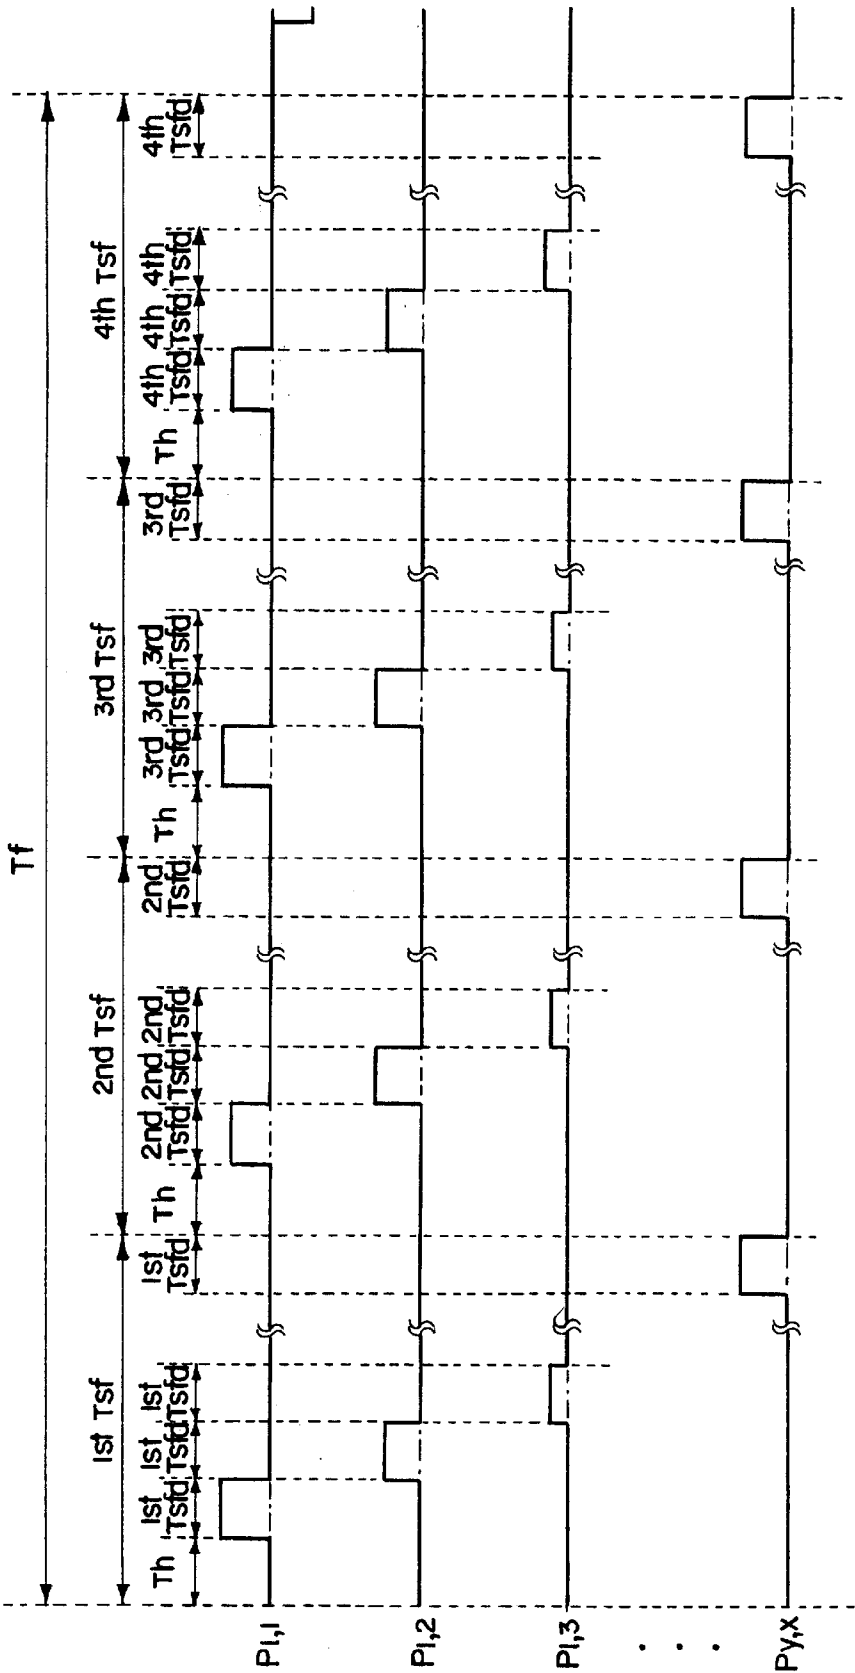 Tf
1st Tsf
2nd Tsf
3rd Tsf
4th Tsf
Th
1st
Tsfd
1st
Tsfd
1st
Tsfd
1st
Tsfd
Th
2nd
Tsfd
2nd
Tsfd
2nd
Tsfd
2nd
Tsfd
Th
3rd
Tsfd
3rd
Tsfd
3rd
Tsfd
3rd
Tsfd
Th
4th
Tsfd
4th
Tsfd
4th
Tsfd
4th
Tsfd
P1,1
P1,2
P1,3
Py,x